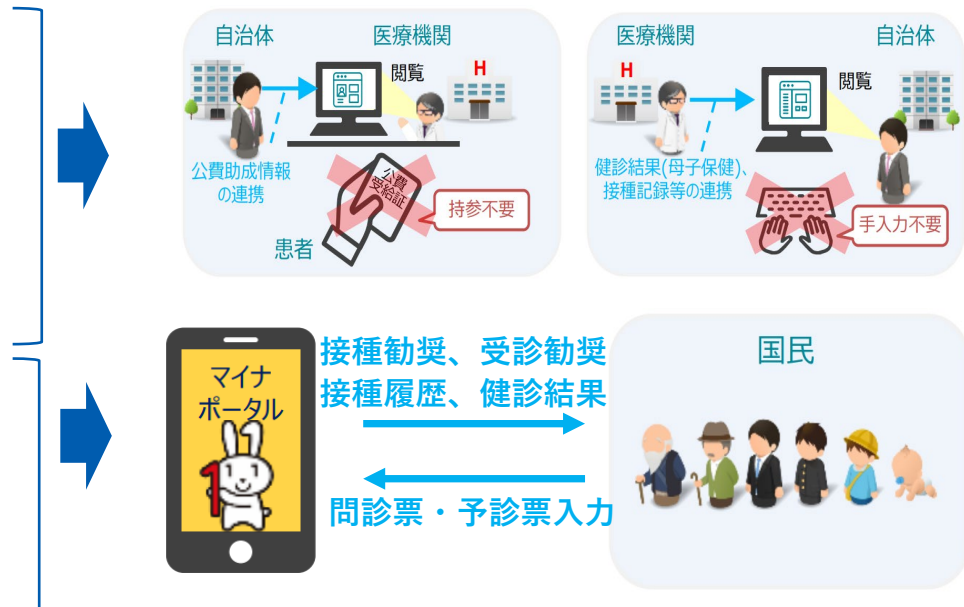 自治体
医療機関
閲覧
H
公費助成情報
の連携
公費
受給証
持参不要
患者
医療機関
自治体
H
閲覧
健診結果(母子保健)、
接種記録等の連携
手入力不要
マイナ
ポータル
1
接種勧奨、受診勧奨
接種履歴、健診結果
問診票・予診票入力
国民